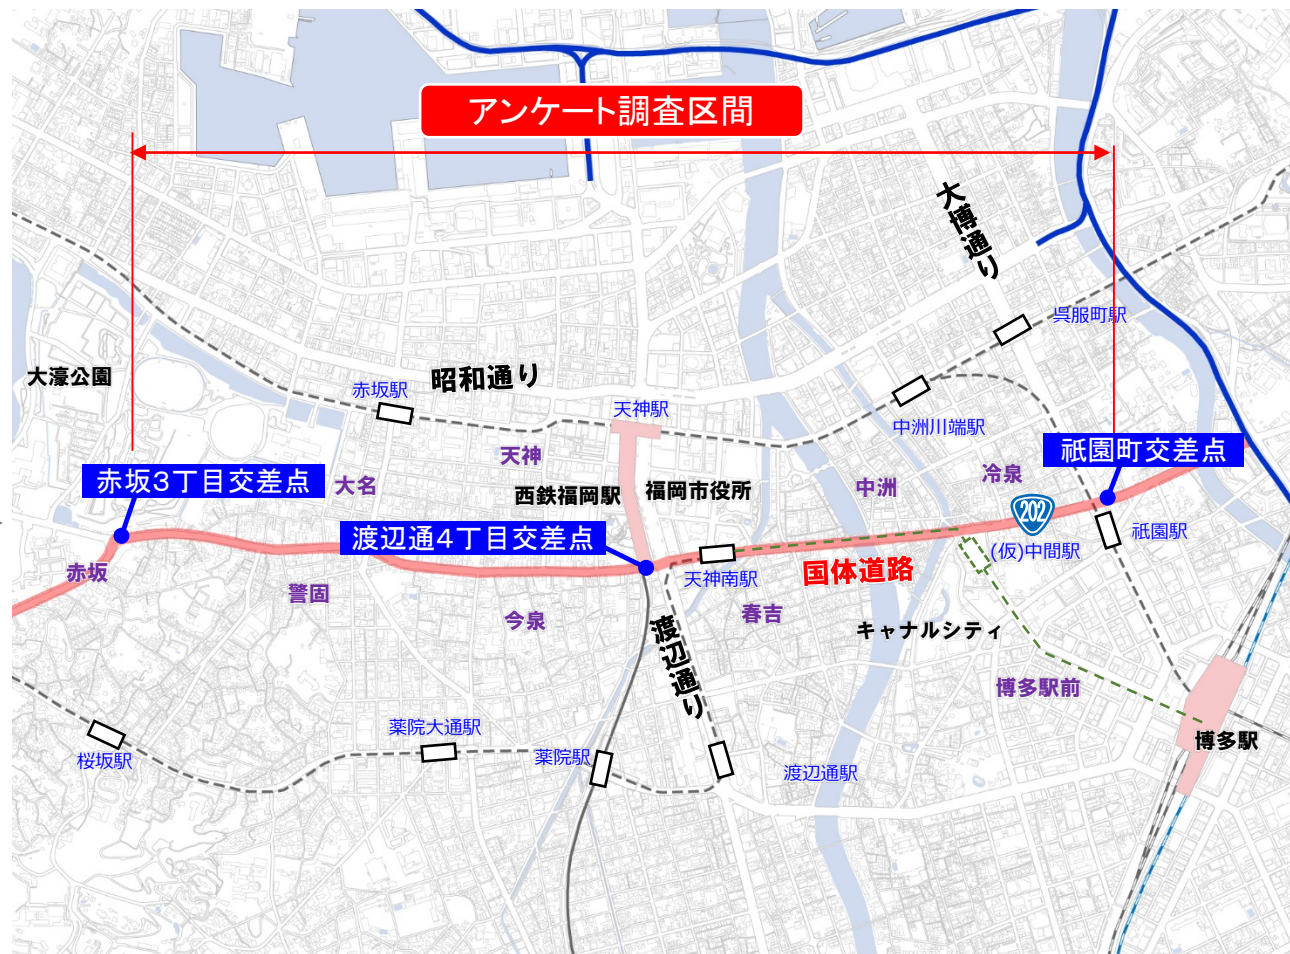 アンケート調査区間
大博通り
呉服町駅
大濠公園
昭和通り
赤坂駅
天神駅
中洲川端駅
祇園町交差点
赤坂3丁目交差点
大名
天神
西鉄福岡駅
福岡市役所
中洲
冷泉
202
渡辺通4丁目交差点
(仮)中間駅
祇園駅
赤坂
警固
今泉
天神南駅
国体道路
春吉
渡辺通り
キャナルシティ
博多駅前
博多駅
桜坂駅
薬院大通駅
薬院駅
渡辺通駅